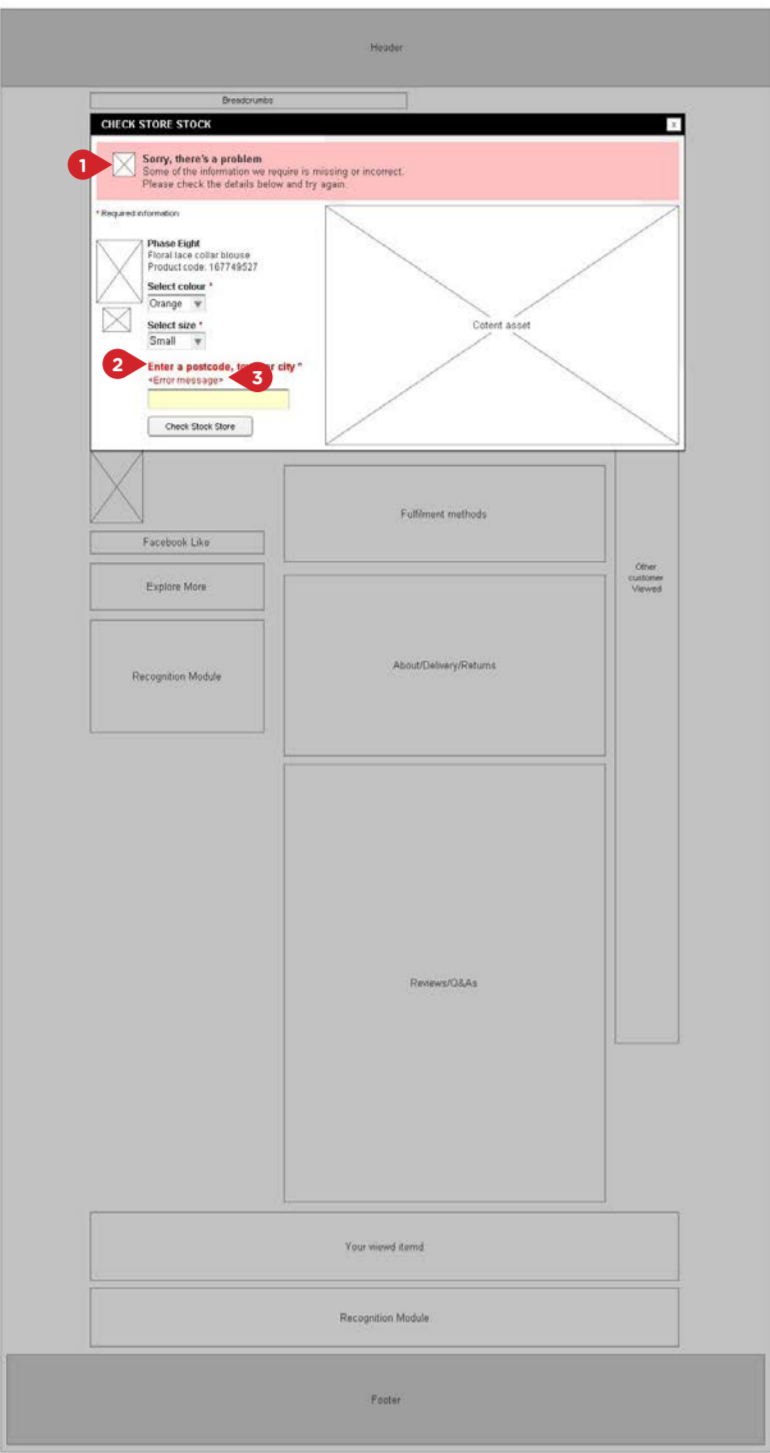 Header
Breadcrumbs
CHECK STORE STOCK
x
1
Sorry, there's a problem
Some of the information we require is missing or incorrect.
Please check the details below and try again.
* Required information
Phase Eight
Floral lace collar blouse
Product code: 167749527
Select colour *
Orange
Select size *
Small
2
Enter a postcode, city *
<Error message>
3
Check Stock Store
Cotent asset
Fulfilment methods
Facebook Like
Explore More
Other
customer
Viewed
About/Delivery/Returns
Recognition Module
Reviews/Q&As
Your viewd itemd
Recognition Module
Footer